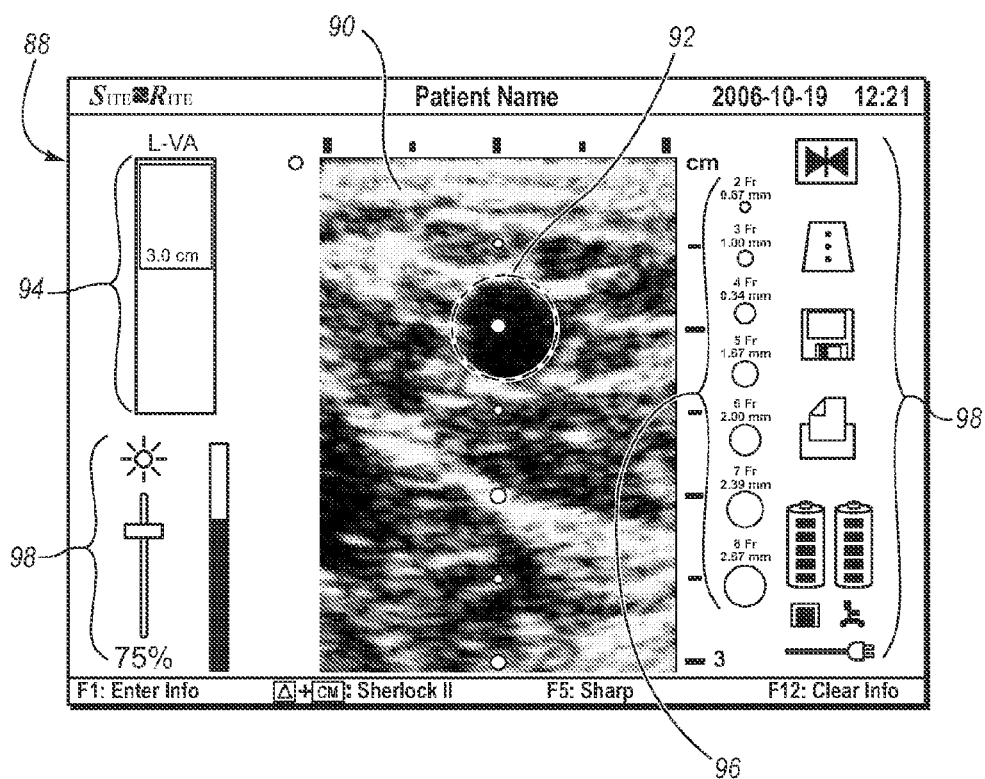 90
92
88
SITE RITE Patient Name 2006-10-19 12:21
L-VA
cm
3.0 cm
94
2 Fr
0.67 mm
3 Fr
1.00 mm
4 Fr
0.34 mm
5 Fr
1.67 mm
6 Fr
2.00 mm
7 Fr
2.39 mm
8 Fr
2.67 mm
98
98
75%
3
F1: Enter Info △+CM: Sherlock II F5: Sharp F12: Clear Info
96